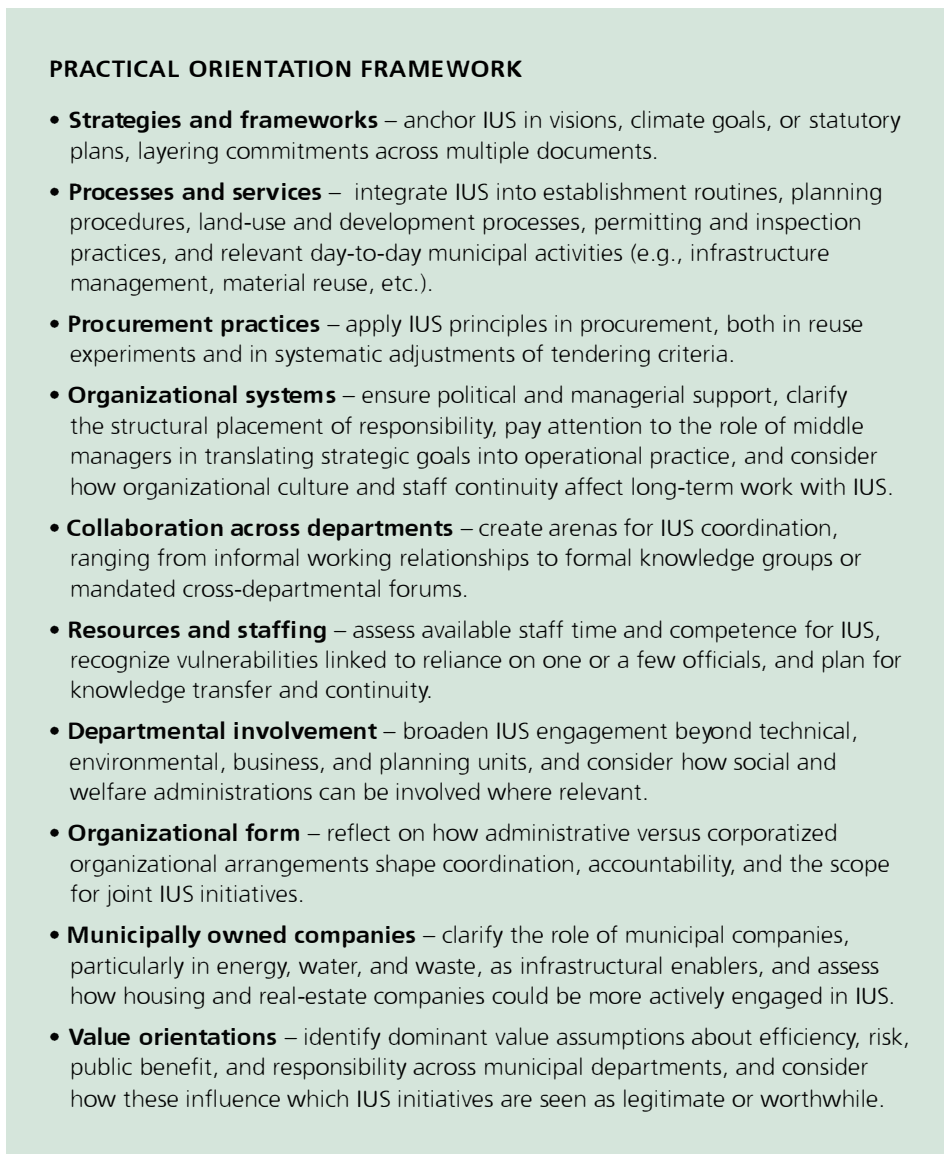 PRACTICAL ORIENTATION FRAMEWORK
• Strategies and frameworks – anchor IUS in visions, climate goals, or statutory
plans, layering commitments across multiple documents.
• Processes and services – integrate IUS into establishment routines, planning
procedures, land-use and development processes, permitting and inspection
practices, and relevant day-to-day municipal activities (e.g., infrastructure
management, material reuse, etc.).
• Procurement practices – apply IUS principles in procurement, both in reuse
experiments and in systematic adjustments of tendering criteria.
• Organizational systems – ensure political and managerial support, clarify
the structural placement of responsibility, pay attention to the role of middle
managers in translating strategic goals into operational practice, and consider
how organizational culture and staff continuity affect long-term work with IUS.
• Collaboration across departments – create arenas for IUS coordination,
ranging from informal working relationships to formal knowledge groups or
mandated cross-departmental forums.
• Resources and staffing – assess available staff time and competence for IUS,
recognize vulnerabilities linked to reliance on one or a few officials, and plan for
knowledge transfer and continuity.
• Departmental involvement – broaden IUS engagement beyond technical,
environmental, business, and planning units, and consider how social and
welfare administrations can be involved where relevant.
• Organizational form – reflect on how administrative versus corporatized
organizational arrangements shape coordination, accountability, and the scope
for joint IUS initiatives.
• Municipally owned companies – clarify the role of municipal companies,
particularly in energy, water, and waste, as infrastructural enablers, and assess
how housing and real-estate companies could be more actively engaged in IUS.
• Value orientations – identify dominant value assumptions about efficiency, risk,
public benefit, and responsibility across municipal departments, and consider
how these influence which IUS initiatives are seen as legitimate or worthwhile.